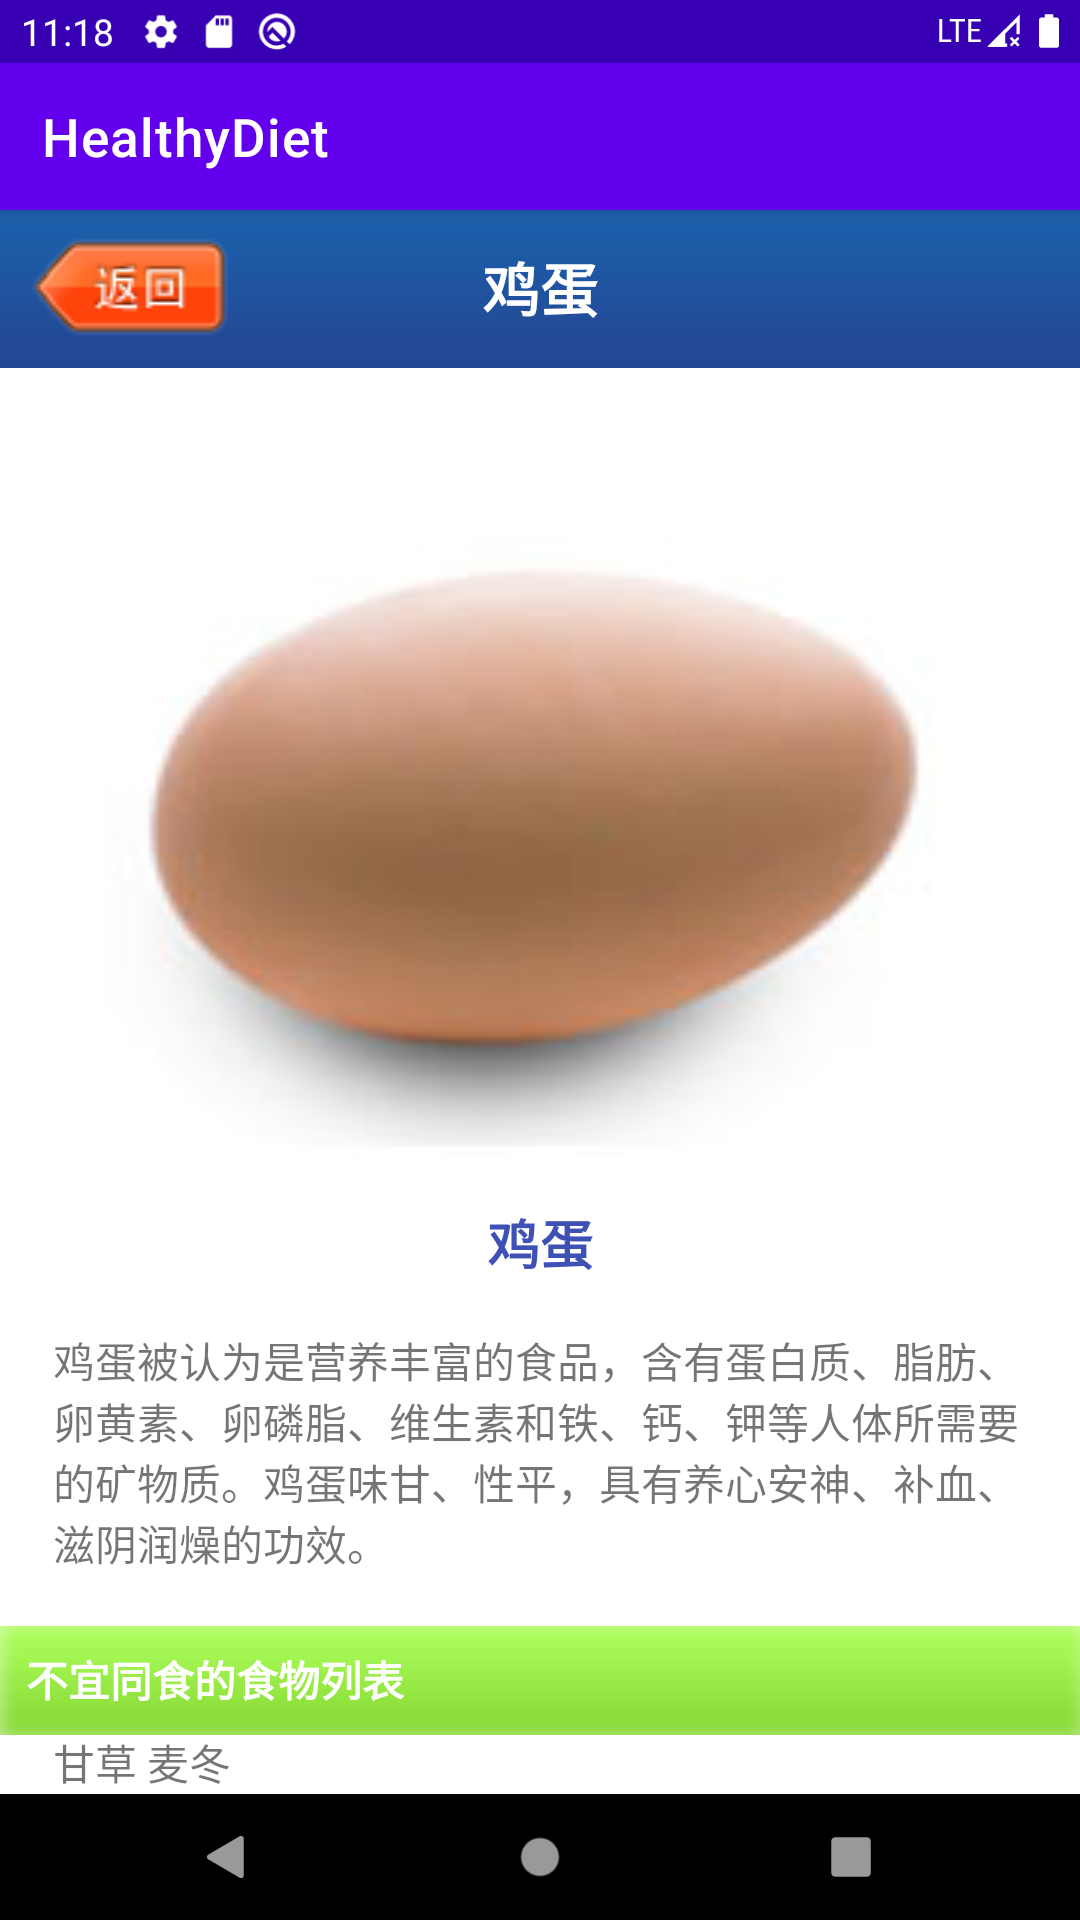 11:18
LTE
HealthyDiet
返回
鸡蛋
鸡蛋
鸡蛋被认为是营养丰富的食品，含有蛋白质、脂肪、
卵黄素、卵磷脂、维生素和铁、钙、钾等人体所需要
的矿物质。鸡蛋味甘、性平，具有养心安神、补血、
滋阴润燥的功效。
不宜同食的食物列表
甘草 麦冬